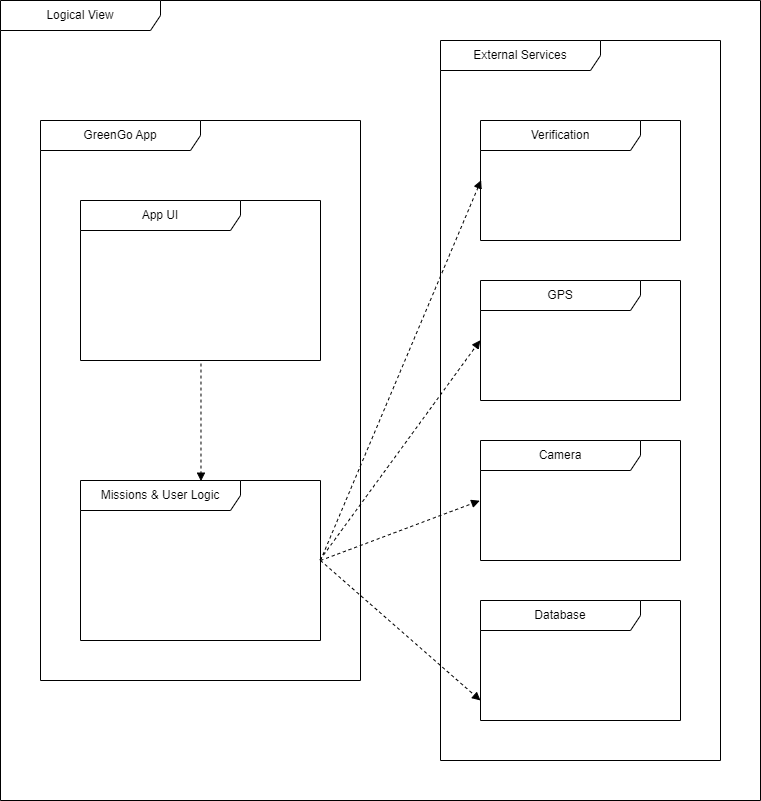 Logical View
External Services
GreenGo App
Verification
App UI
GPS
Camera
Missions & User Logic
Database